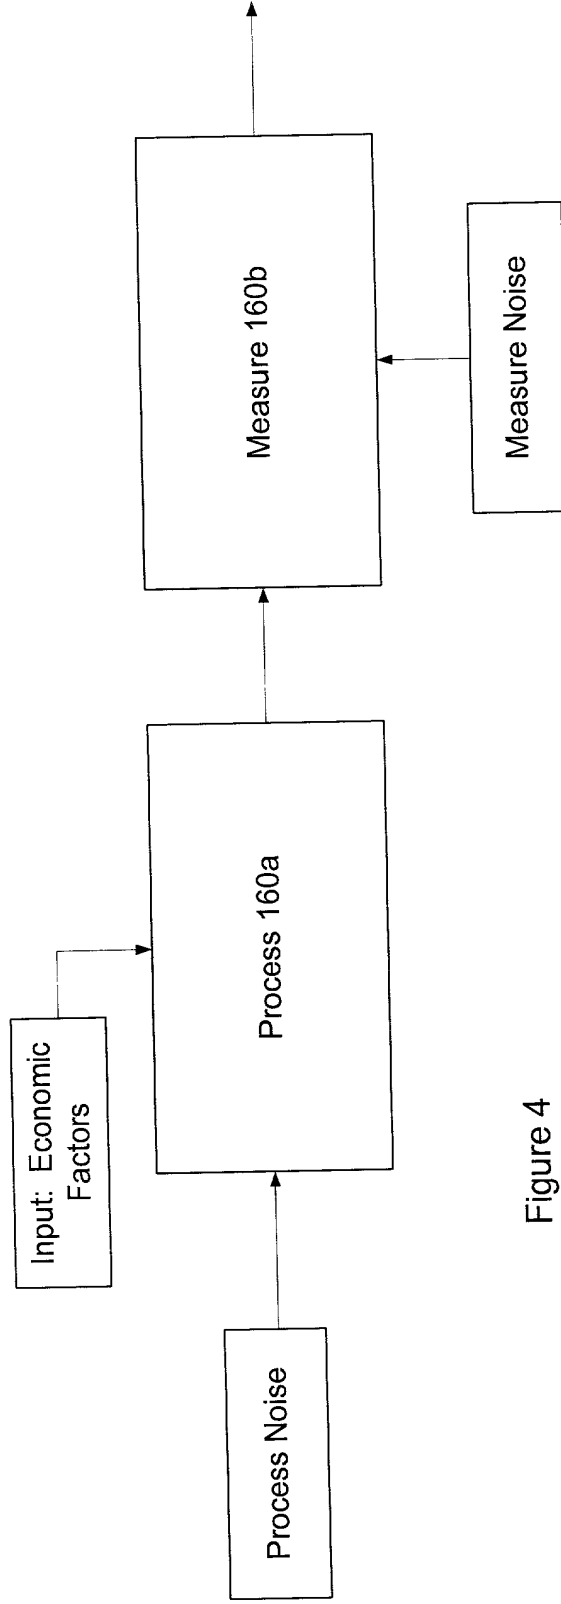 Input: Economic
Factors
Process Noise
Process 160a
Measure 160b
Measure Noise
Figure 4